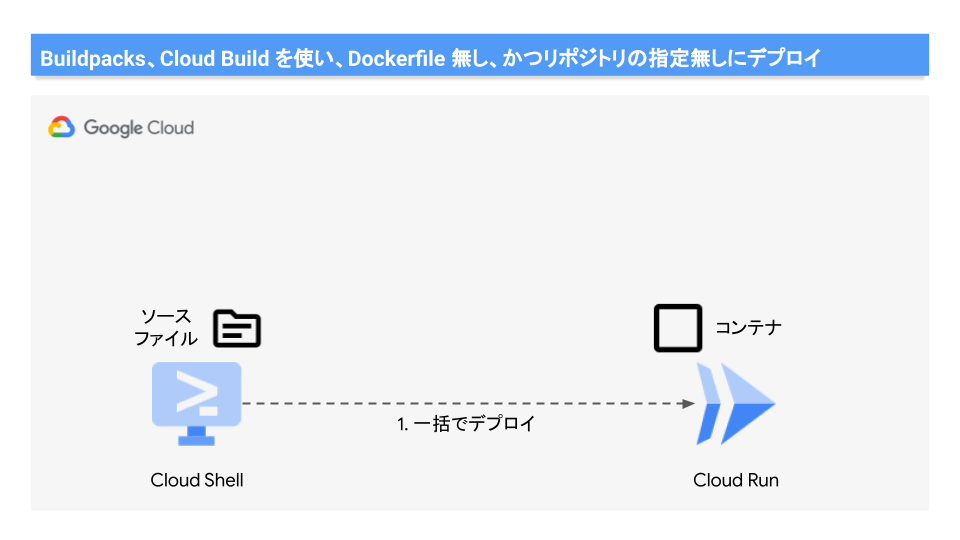 Buildpacks、Cloud Build を使い、Dockerfile 無し、かつリポジトリの指定無しにデプロイ
Google Cloud
ソース
ファイル
コンテナ
1. 一括でデプロイ
Cloud Shell
Cloud Run